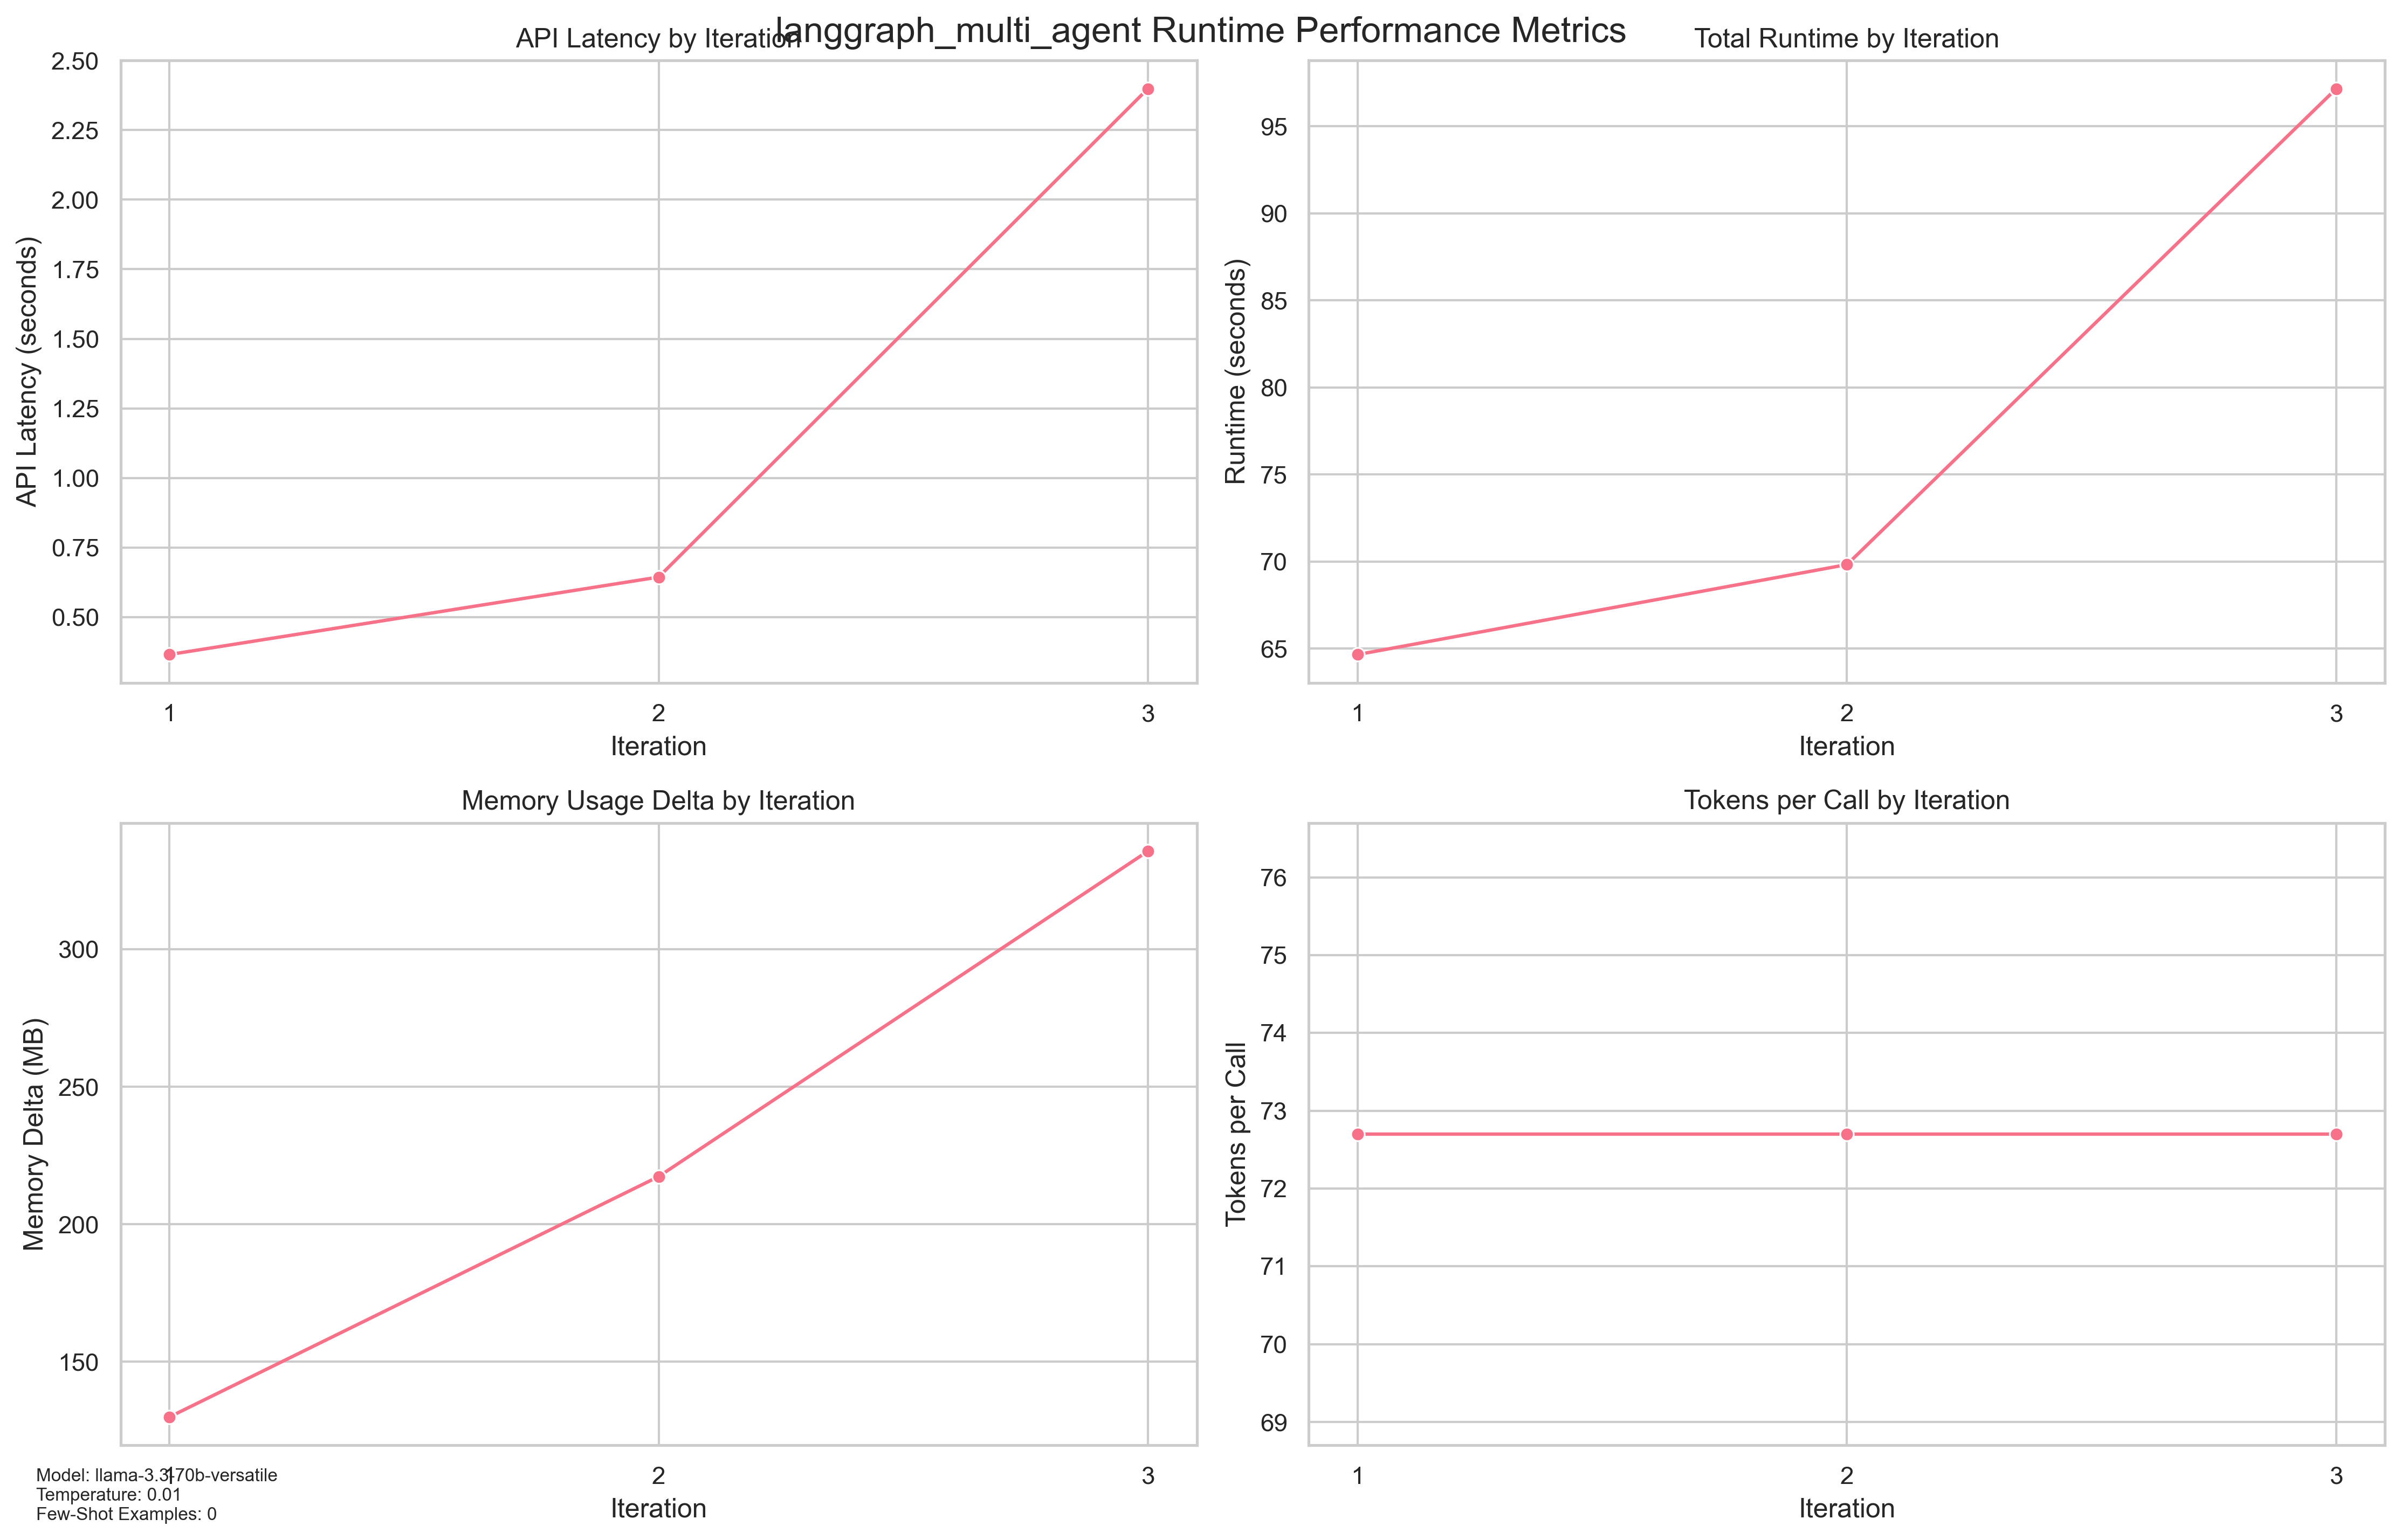 langgraph_multi_agent Runtime Performance Metrics
API Latency by Iteration
2.50
2.25
2.00
1.75
1.50
1.25
1.00
0.75
0.50
API Latency (seconds)
1 2 3
Iteration
Total Runtime by Iteration
95
90
85
80
75
70
65
Runtime (seconds)
1 2 3
Iteration
Memory Usage Delta by Iteration
300
250
200
150
Memory Delta (MB)
1 2 3
Iteration
Tokens per Call by Iteration
76
75
74
73
72
71
70
69
Tokens per Call
1 2 3
Iteration
Model: llama-3.3-70b-versatile
Temperature: 0.01
Few-Shot Examples: 0